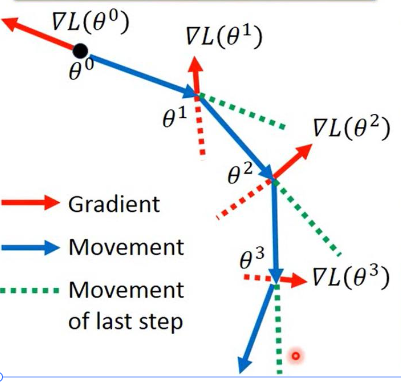 ∇L(θ⁰)
θ⁰
∇L(θ¹)
θ¹
∇L(θ²)
θ²
θ³
∇L(θ³)
Gradient
Movement
Movement
of last step